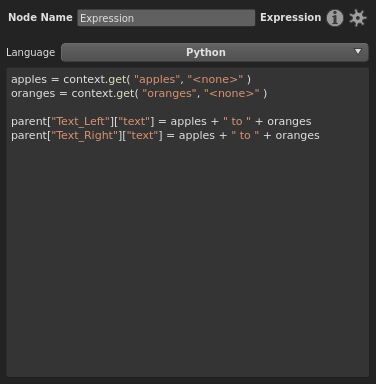 Node Name Expression Expression
Language Python
apples = context.get( "apples", "<none>" )
oranges = context.get( "oranges", "<none>" )
parent["Text_Left"]["text"] = apples + " to " + oranges
parent["Text_Right"]["text"] = apples + " to " + oranges